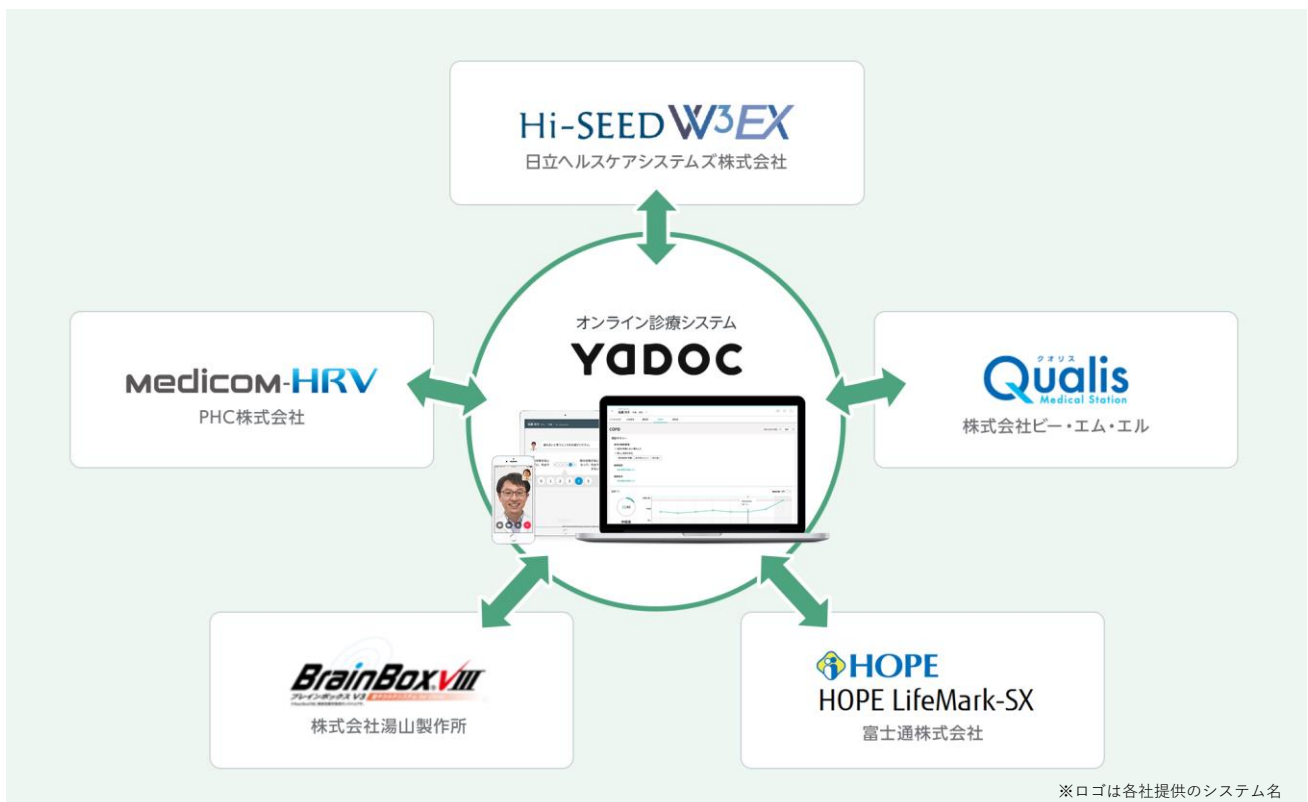 Hi-SEED W3EX
日立ヘルスケアシステムズ株式会社
オンライン診療システム
YaDOC
Medicom-HRV
PHC株式会社
クオリス
Qualis
Medical Station
株式会社ビー・エム・エル
COPD
BrainBox VIII
ブレインボックス V3
株式会社湯山製作所
HOPE
HOPE LifeMark-SX
富士通株式会社
※ロゴは各社提供のシステム名